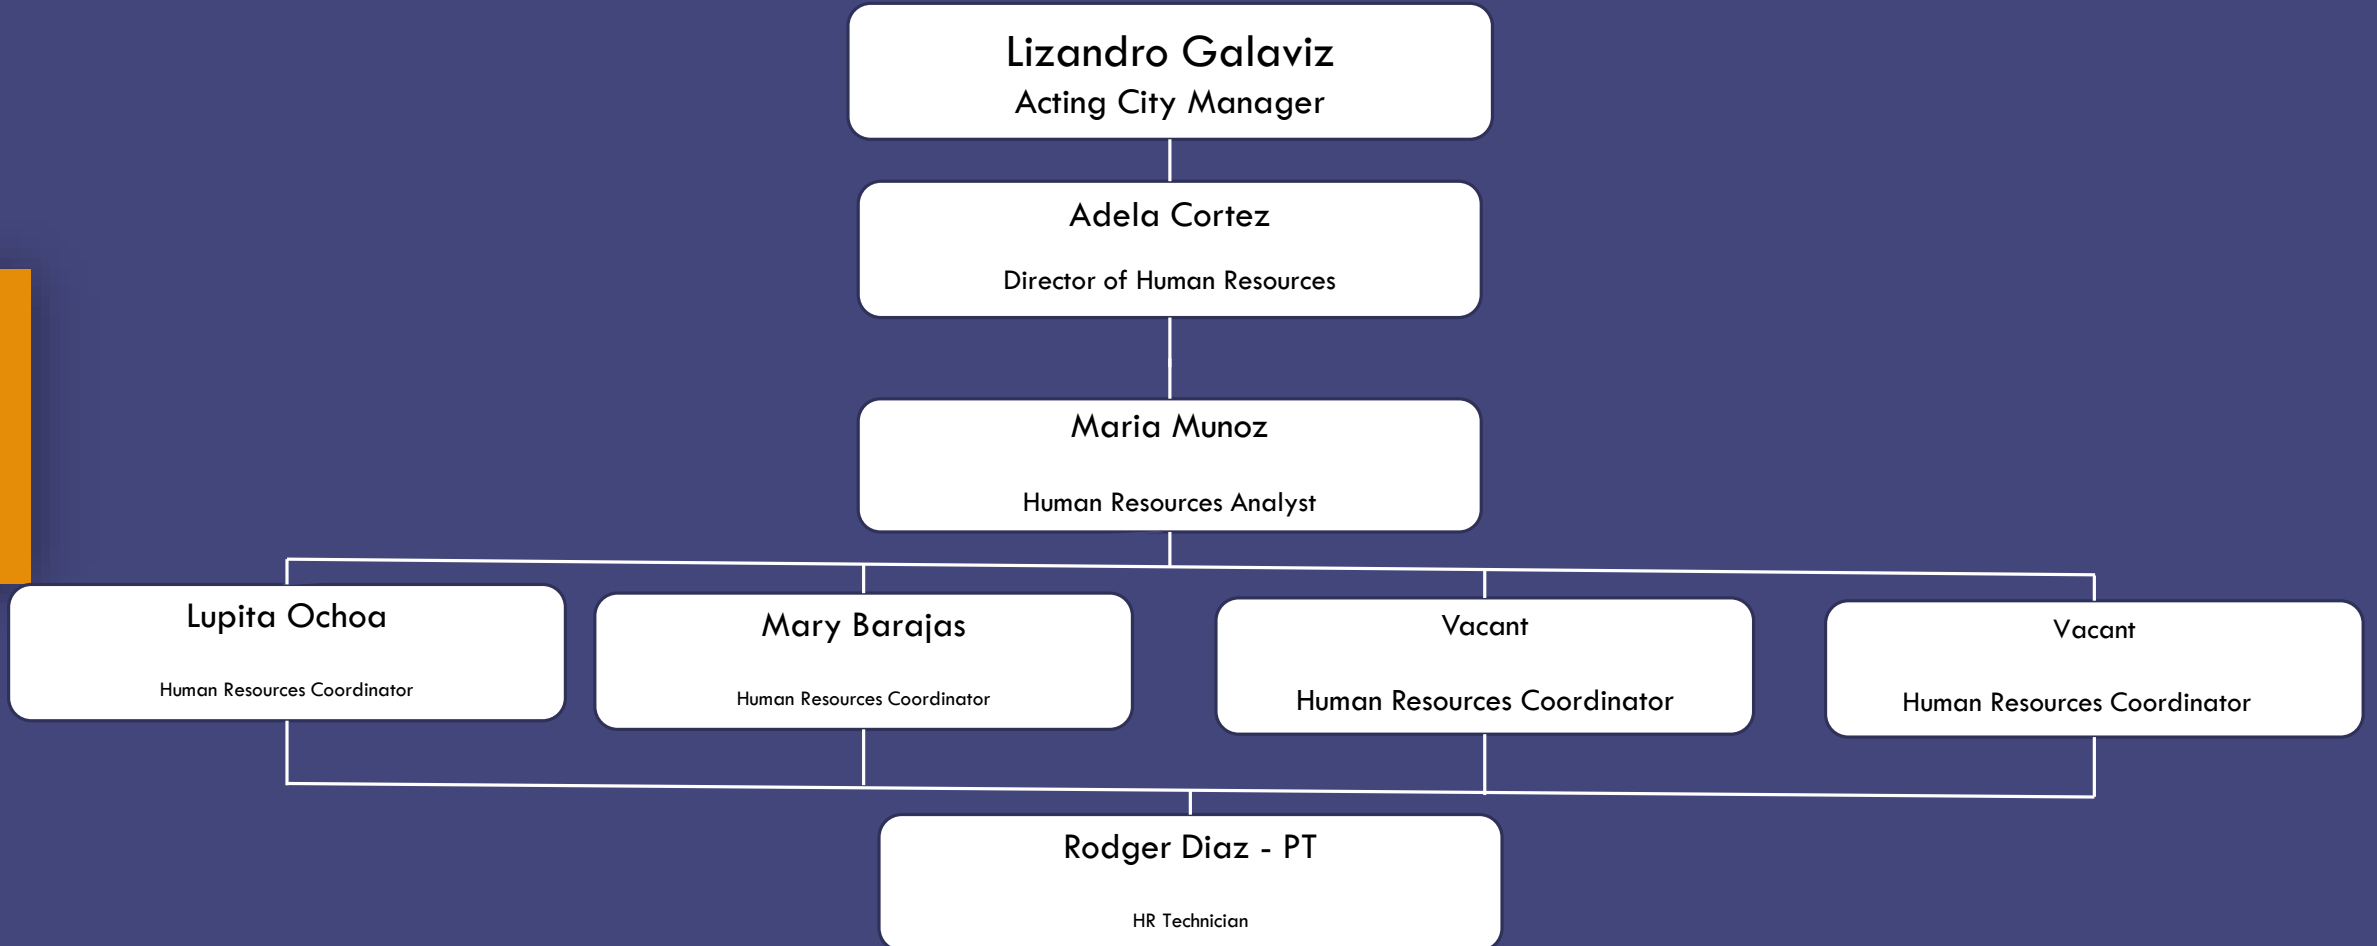 Lizandro Galaviz
Acting City Manager
Adela Cortez
Director of Human Resources
Maria Munoz
Human Resources Analyst
Lupita Ochoa
Human Resources Coordinator
Mary Barajas
Human Resources Coordinator
Vacant
Human Resources Coordinator
Vacant
Human Resources Coordinator
Rodger Diaz - PT
HR Technician